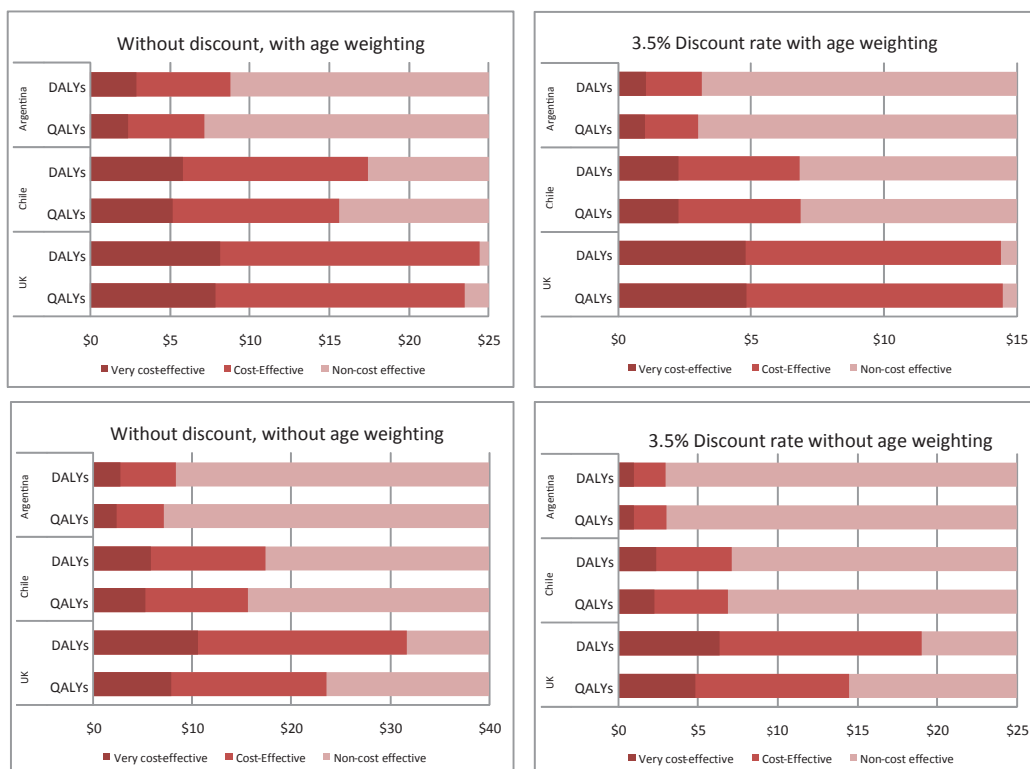 Without discount, with age weighting
Argentina
DALYs
QALYs
Chile
DALYs
QALYs
UK
DALYs
QALYs
$0 $5 $10 $15 $20 $25
Very cost-effective Cost-Effective Non-cost effective
3.5% Discount rate with age weighting
Argentina
DALYs
QALYs
Chile
DALYs
QALYs
UK
DALYs
QALYs
$0 $5 $10 $15
Very cost-effective Cost-Effective Non-cost effective
Without discount, without age weighting
Argentina
DALYs
QALYs
Chile
DALYs
QALYs
UK
DALYs
QALYs
$0 $10 $20 $30 $40
Very cost-effective Cost-Effective Non-cost effective
3.5% Discount rate without age weighting
Argentina
DALYs
QALYs
Chile
DALYs
QALYs
UK
DALYs
QALYs
$0 $5 $10 $15 $20 $25
Very cost-effective Cost-Effective Non-cost effective